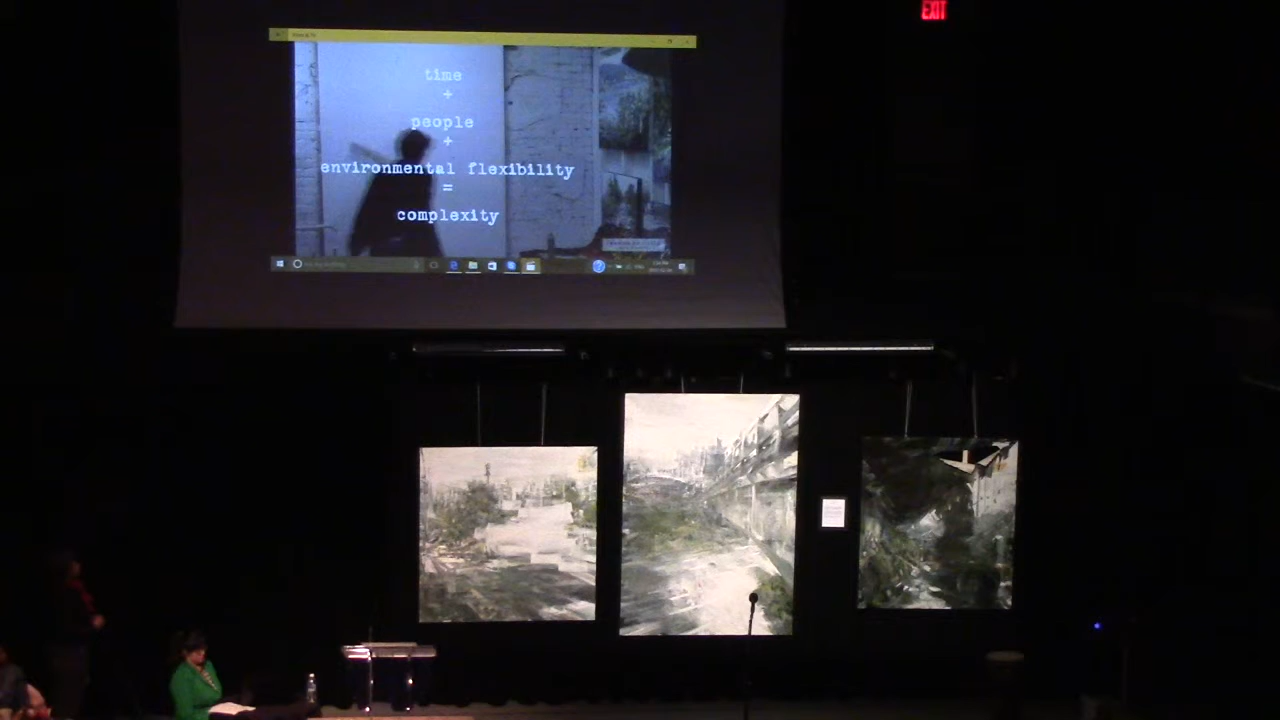 EXIT
time
+
people
+
environmental flexibility
=
complexity